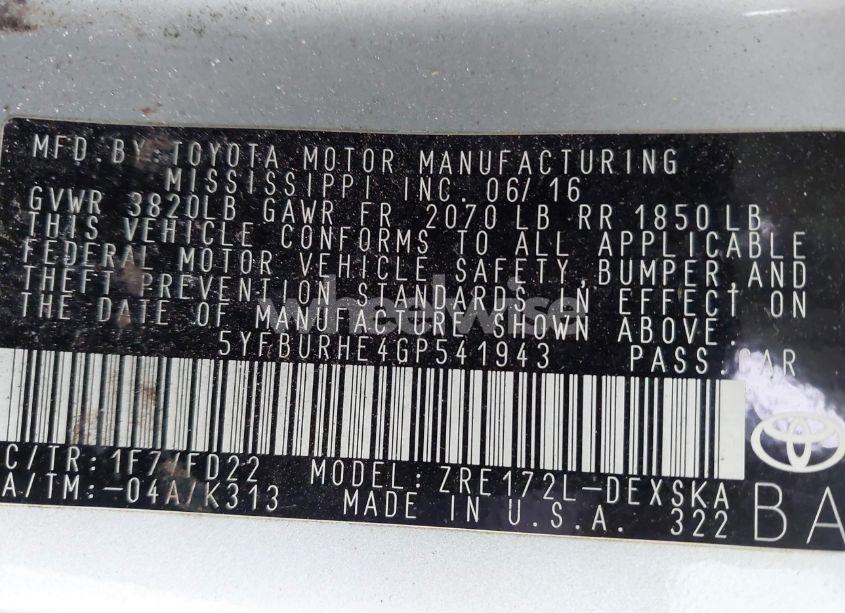 MFD.BY:TOYOTA MOTOR MANUFACTURING
MISSISSIPPI INC. 06/16
GVWR 3820LB GAWR FR 2070 LB RR 1850LB
THIS VEHICLE CONFORMS TO ALL APPLICABLE
FEDERAL MOTOR VEHICLE SAFETY,BUMPER,AND
THEFT PREVENTION STANDARDS IN EFFECT ON
THE DATE OF MANUFACTURE SHOWN ABOVE.
wheelwise
5YFBURHE4GP541943 PASS.CAR
C/TR: FD22 MODEL:ZRE172L-DEXSKA
A/TM:-04A/K313 MADE IN U.S.A. 322
BA